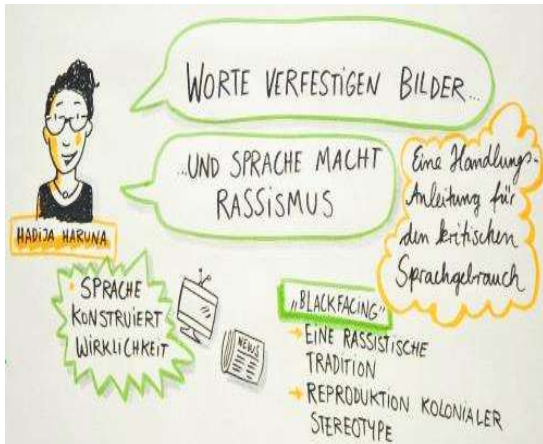 WORTE VERFESTIGEN BILDER...
...UND SPRACHE MACHT
RASSISMUS
HADIJA HARUNA
Eine Handlungs-
Anleitung für
den kritischen
Sprachgebrauch
SPRACHE
KONSTRUIERT
WIRKLICHKEIT
NEWS
„BLACKFACING"
→ EINE RASSISTISCHE
TRADITION
→ REPRODUKTION KOLONIALER
STEREOTYPE